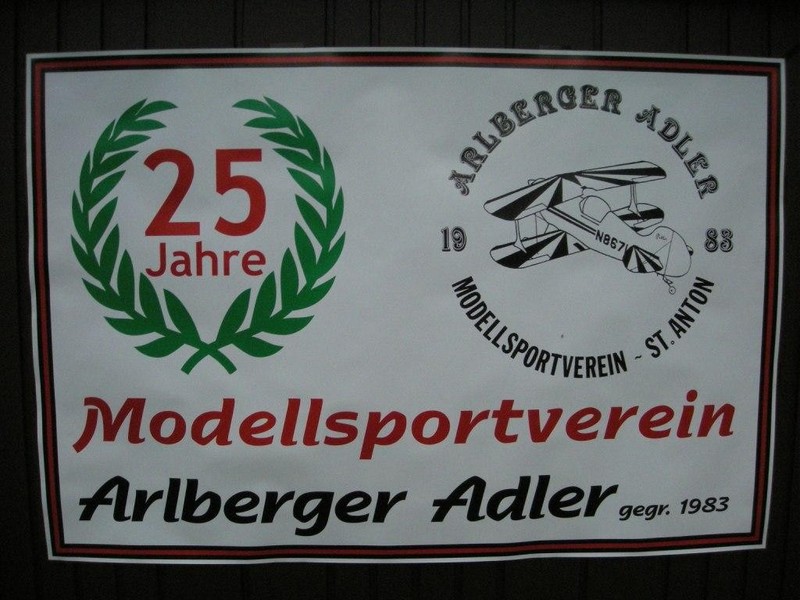 25
Jahre
ARLBERGER ADLER
19 83
N867
MODELLSPORTVEREIN ~ ST. ANTON
Modellsportverein
Arlberger Adler gegr. 1983